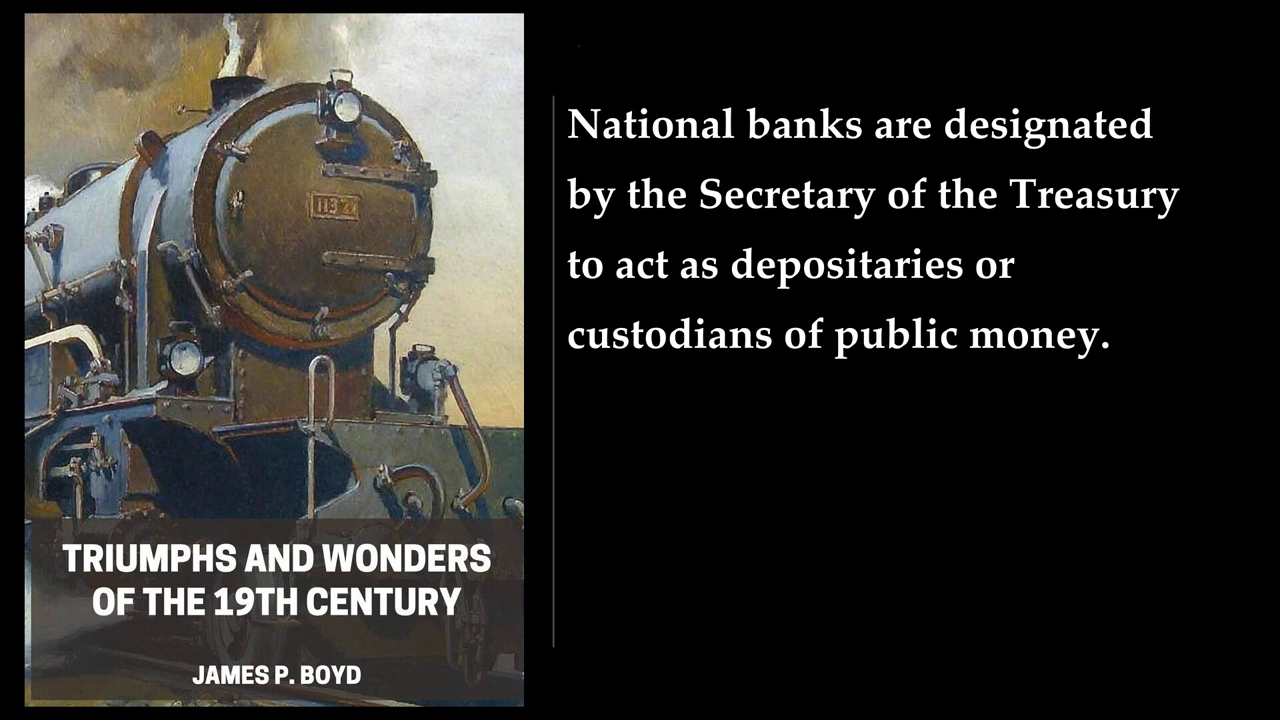 National banks are designated
by the Secretary of the Treasury
to act as depositaries or
custodians of public money.
TRIUMPHS AND WONDERS
OF THE 19TH CENTURY
JAMES P. BOYD